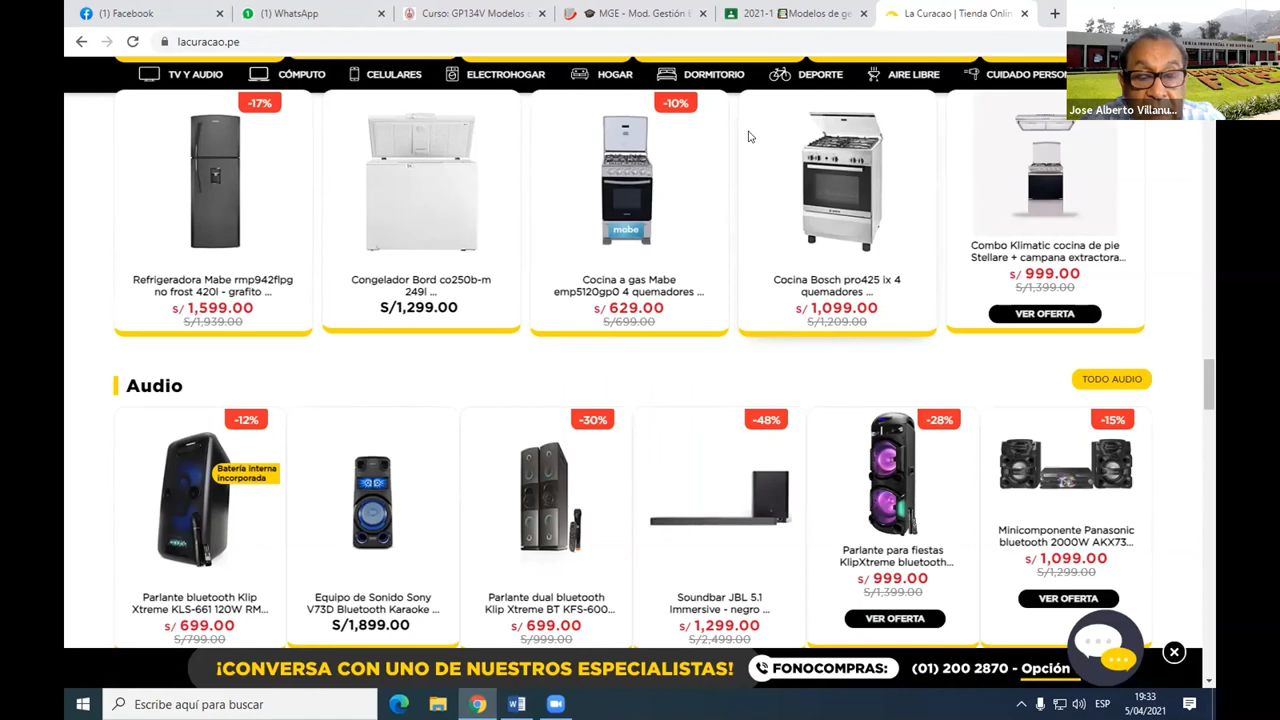 (1) Facebook
(1) WhatsApp
Curso: GP134V Modelos c
MGE - Mod. Gestión E
2021-1 Modelos de ge
La Curacao | Tienda Onlin
lacuracao.pe
TV Y AUDIO
CÓMPUTO
CELULARES
ELECTROHOGAR
HOGAR
DORMITORIO
DEPORTE
AIRE LIBRE
CUIDADO PERSON
Jose Alberto Villanu...
-17%
-10%
mabe
Refrigeradora Mabe rmp942flpg
no frost 420l - grafito ...
S/ 1,599.00
S/1,939.00
Congelador Bord co250b-m
249l ...
S/1,299.00
Cocina a gas Mabe
emp5120gp0 4 quemadores ...
S/ 629.00
S/699.00
Cocina Bosch pro425 ix 4
quemadores ...
S/ 1,099.00
S/1,209.00
Combo Klimatic cocina de pie
Stellare + campana extractora...
S/ 999.00
S/1,399.00
VER OFERTA
Audio
TODO AUDIO
-12%
Batería interna
incorporada
Parlante bluetooth Klip
Xtreme KLS-661 120W RM...
S/ 699.00
S/799.00
Equipo de Sonido Sony
V73D Bluetooth Karaoke ...
S/1,899.00
-30%
Parlante dual bluetooth
Klip Xtreme BT KFS-600...
S/ 699.00
S/999.00
-48%
Soundbar JBL 5.1
Immersive - negro ...
S/ 1,299.00
S/2,499.00
-28%
Parlante para fiestas
KlipXtreme bluetooth...
S/ 999.00
S/1,399.00
VER OFERTA
-15%
Minicomponente Panasonic
bluetooth 2000W AKX73...
S/ 1,099.00
S/1,299.00
VER OFERTA
¡CONVERSA CON UNO DE NUESTROS ESPECIALISTAS!
FONOCOMPRAS:
(01) 200 2870 - Opción
Escribe aquí para buscar
ESP
19:33
5/04/2021